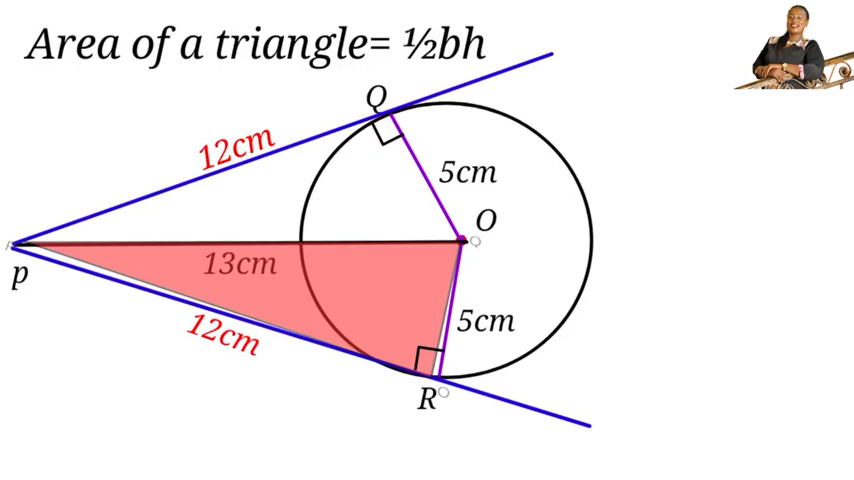 Area of a triangle= ½bh
Q
12cm
5cm
O
13cm
p
12cm
5cm
R